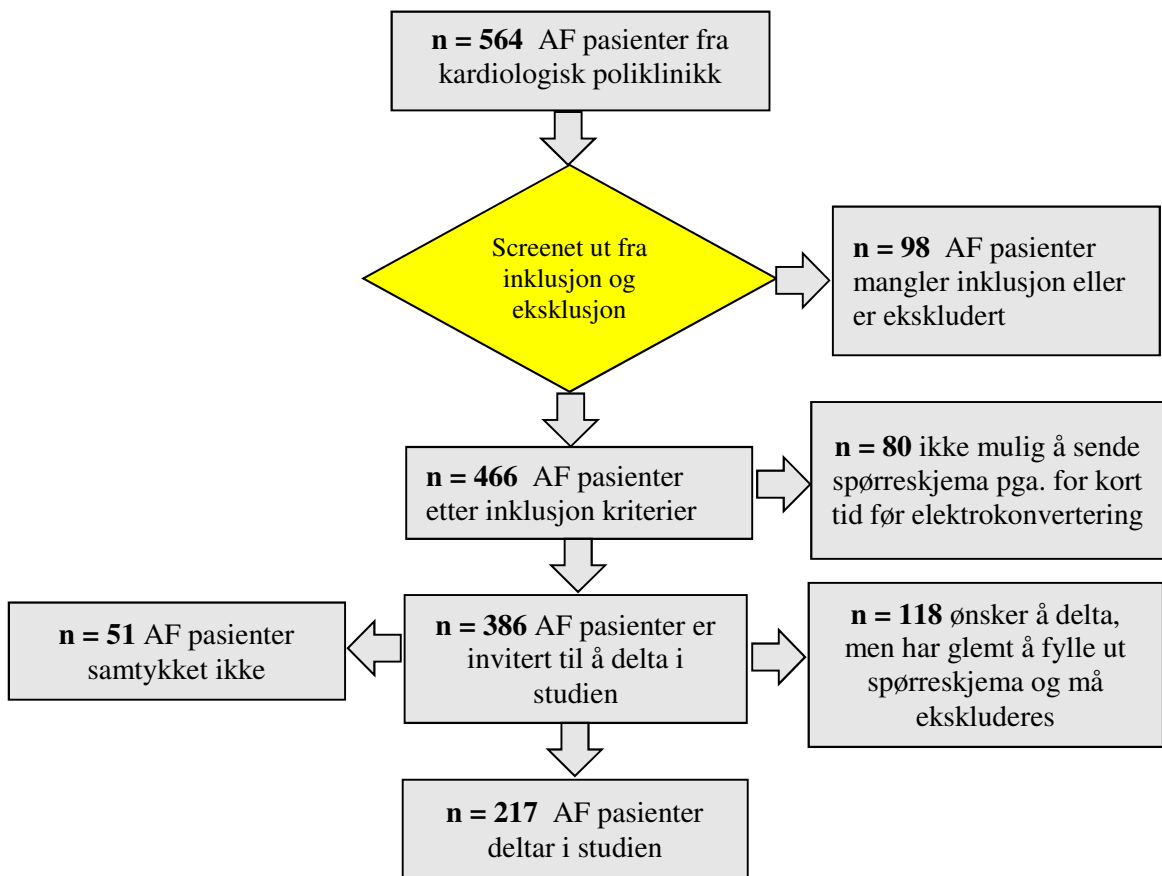 n = 564 AF pasienter fra
kardiologisk poliklinikk
Screenet ut fra
inklusjon og
eksklusjon
n = 98 AF pasienter
mangler inklusjon eller
er ekskludert
n = 466 AF pasienter
etter inklusjon kriterier
n = 80 ikke mulig å sende
spørreskjema pga. for kort
tid før elektrokonvertering
n = 51 AF pasienter
samtykket ikke
n = 386 AF pasienter er
invitert til å delta i
studien
n = 118 ønsker å delta,
men har glemt å fylle ut
spørreskjema og må
ekskluderes
n = 217 AF pasienter
deltar i studien